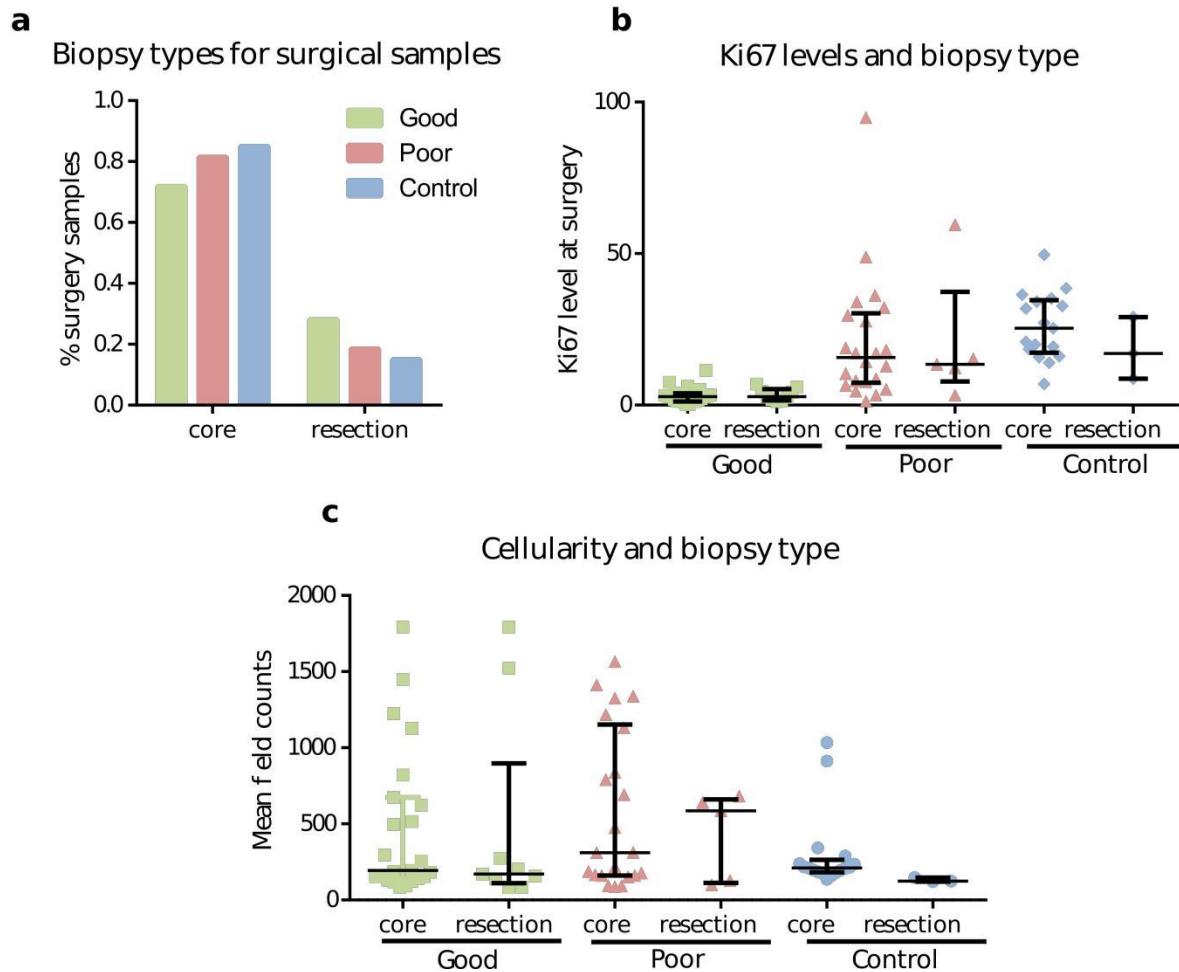 a
Biopsy types for surgical samples
% surgery samples
1.0
0.8
0.6
0.4
0.2
0.0
core resection
Good
Poor
Control
b
Ki67 levels and biopsy type
Ki67 level at surgery
100
50
0
core resection core resection core resection
Good Poor Control
c
Cellularity and biopsy type
Mean f eld counts
2000
1500
1000
500
0
core resection core resection core resection
Good Poor Control